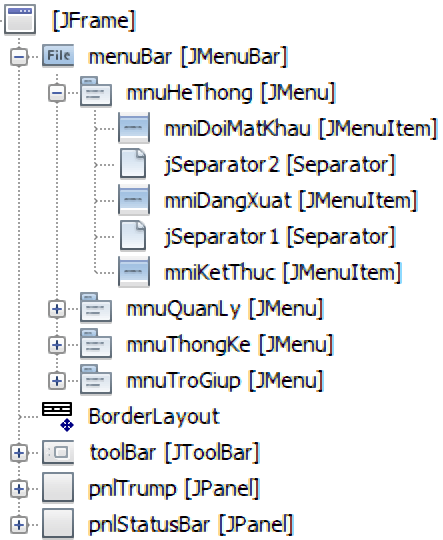 [JFrame]
File menuBar [JMenuBar]
mnuHeThong [JMenu]
mniDoiMatKhau [JMenuItem]
jSeparator2 [Separator]
mniDangXuat [JMenuItem]
jSeparator1 [Separator]
mniKetThuc [JMenuItem]
mnuQuanLy [JMenu]
mnuThongKe [JMenu]
mnuTroGiup [JMenu]
BorderLayout
toolBar [JToolBar]
pnlTrump [JPanel]
pnlStatusBar [JPanel]